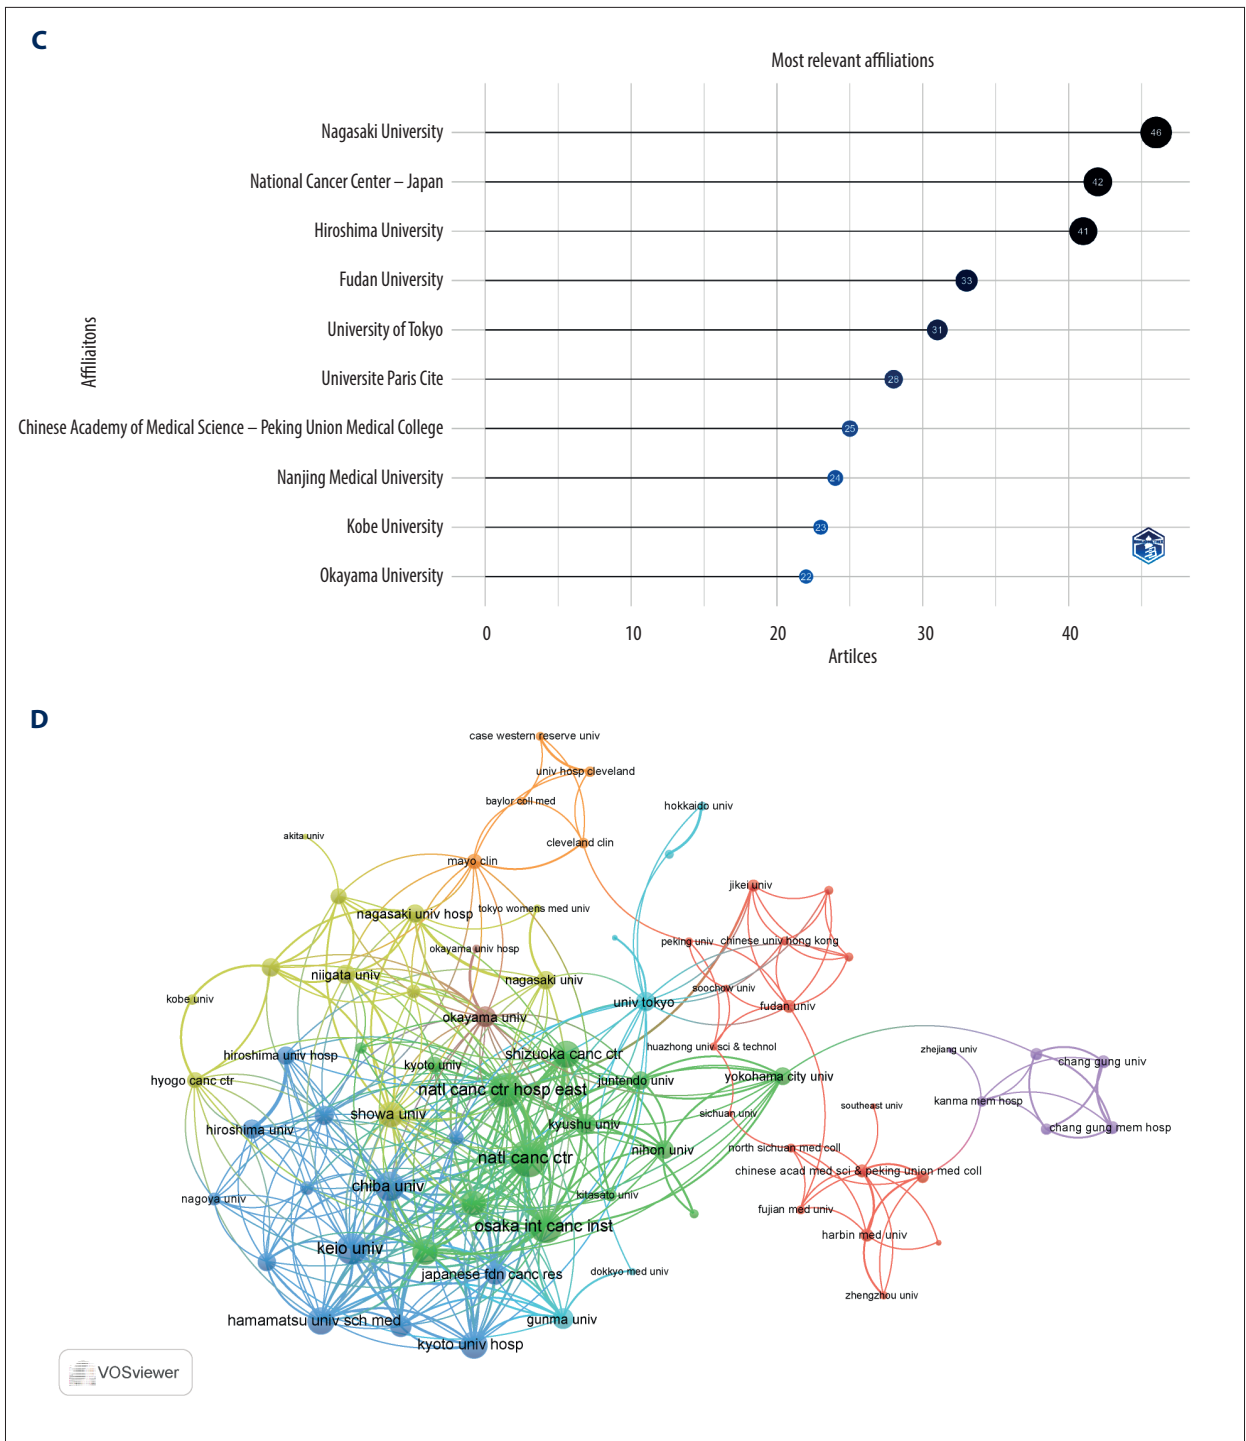 C
Most relevant affiliations
Nagasaki University
46
National Cancer Center – Japan
42
Hiroshima University
41
Fudan University
33
University of Tokyo
31
Universite Paris Cite
28
Chinese Academy of Medical Science – Peking Union Medical College
25
Nanjing Medical University
24
Kobe University
23
Okayama University
22
Affiliaitons
0 10 20 30 40
Artilces
D
case western reserve univ
univ hosp cleveland
baylor coll med
hokkaido univ
akita univ
cleveland clin
mayo clin
jikei univ
nagasaki univ hosp
tokyo womens med univ
okayama univ hosp
peking univ
chinese univ hong kong
niigata univ
nagasaki univ
soochow univ
kobe univ
univ tokyo
fudan univ
okayama univ
huazhong univ sci & technol
zhejiang univ
hiroshima univ hosp
shizuoka canc ctr
chang gung univ
kyoto univ
hyogo canc ctr
juntendo univ
yokohama city univ
natl canc ctr hosp east
kanma mem hosp
southeast univ
showa univ
sichuan univ
kyushu univ
hiroshima univ
chang gung mem hosp
nihon univ
north sichuan med coll
natl canc ctr
chinese acad med sci & peking union med coll
chiba univ
nagoya univ
kitasato univ
fujian med univ
osaka int canc inst
harbin med univ
keio univ
japanese fdn canc res
dokkyo med univ
zhengzhou univ
hamamatsu univ sch med
gunma univ
kyoto univ hosp
VOSviewer